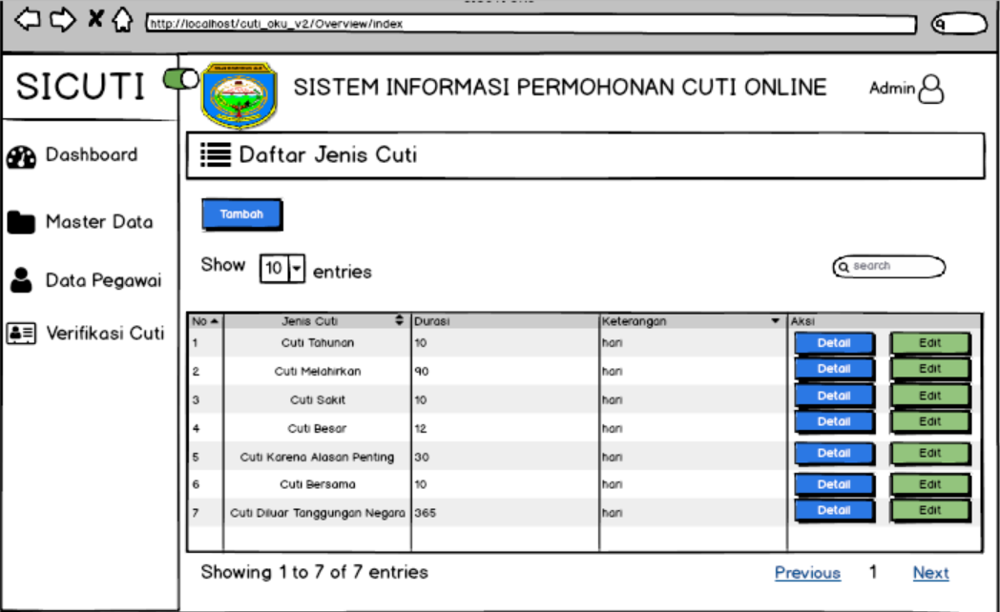 http://localhost/cuti_oku_v2/Overview/index
SICUTI
SISTEM INFORMASI PERMOHONAN CUTI ONLINE
Admin
Dashboard
Master Data
Data Pegawai
Verifikasi Cuti
Daftar Jenis Cuti
Tambah
Show 10 entries
search
No Jenis Cuti Durasi Keterangan Aksi
1 Cuti Tahunan 10 hari Detail Edit
2 Cuti Melahirkan 90 hari Detail Edit
3 Cuti Sakit 10 hari Detail Edit
4 Cuti Besar 12 hari Detail Edit
5 Cuti Karena Alasan Penting 30 hari Detail Edit
6 Cuti Bersama 10 hari Detail Edit
7 Cuti Diluar Tanggungan Negara 365 hari Detail Edit
Showing 1 to 7 of 7 entries
Previous 1 Next